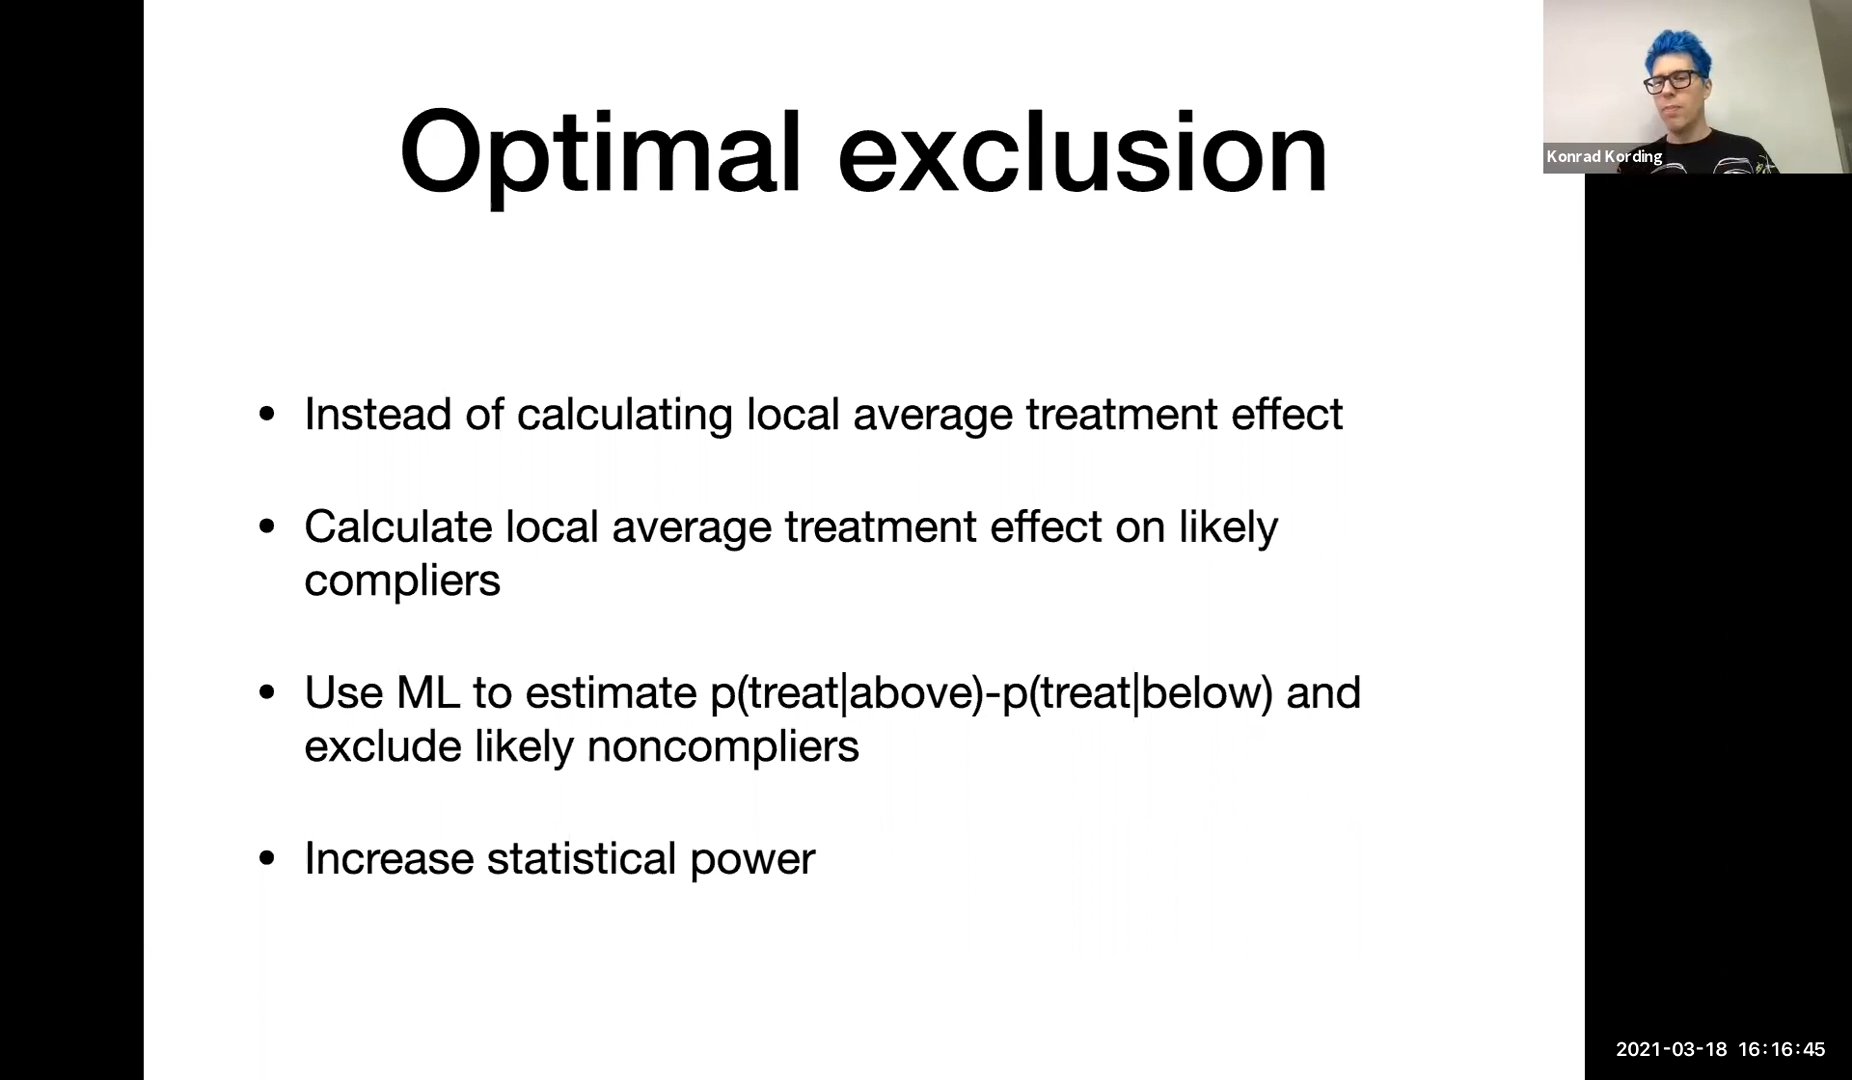 Optimal exclusion
Konrad Kording
• Instead of calculating local average treatment effect
• Calculate local average treatment effect on likely
compliers
• Use ML to estimate p(treat|above)-p(treat|below) and
exclude likely noncompliers
• Increase statistical power
2021-03-18 16:16:45